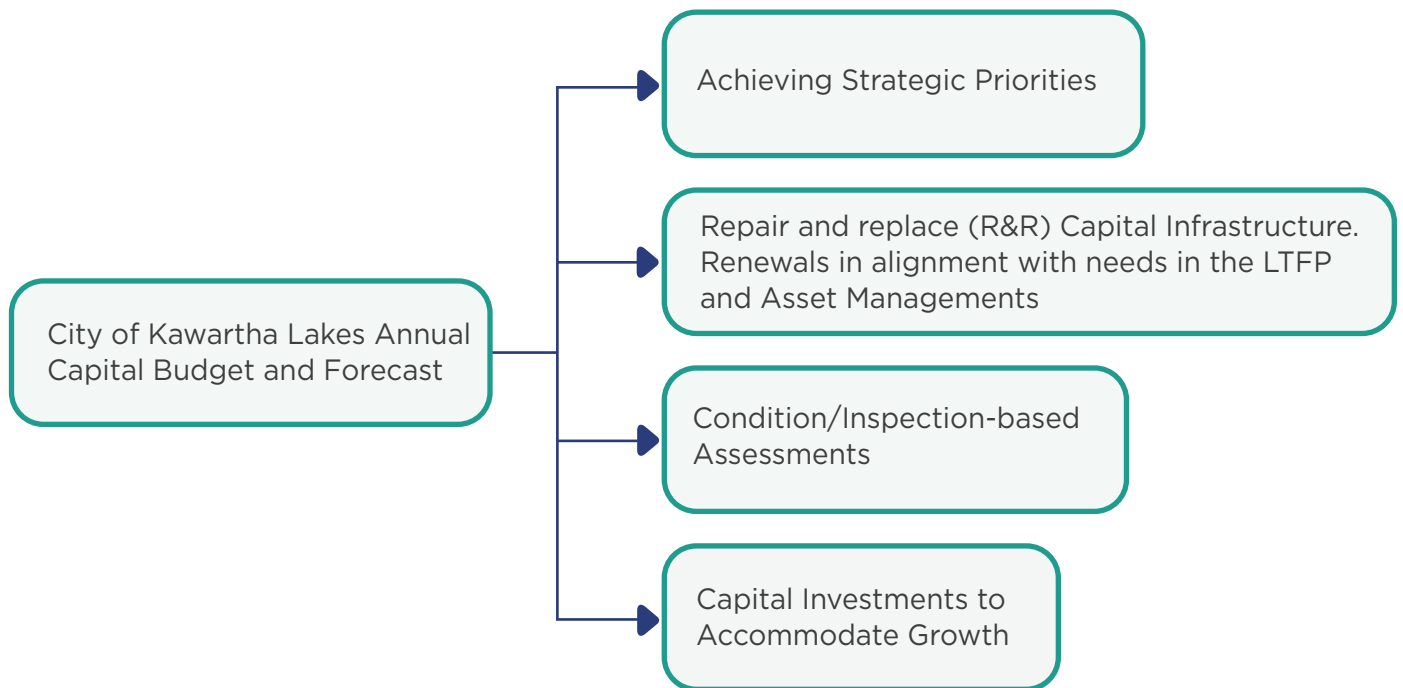 City of Kawartha Lakes Annual
Capital Budget and Forecast
Achieving Strategic Priorities
Repair and replace (R&R) Capital Infrastructure.
Renewals in alignment with needs in the LTFP
and Asset Managements
Condition/Inspection-based
Assessments
Capital Investments to
Accommodate Growth